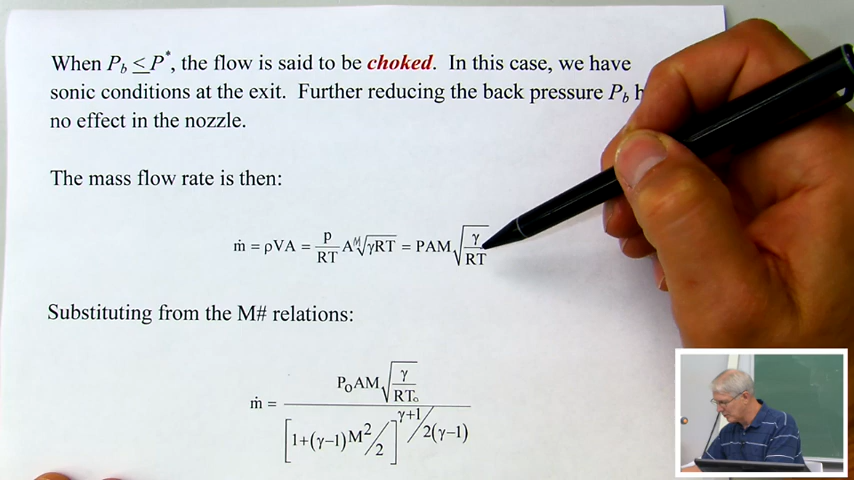 When P_b ≤ P*, the flow is said to be choked. In this case, we have
sonic conditions at the exit. Further reducing the back pressure P_b h
no effect in the nozzle.
The mass flow rate is then:
ṁ = ρVA = p/RT A M√γRT = PAM √(γ/RT)
Substituting from the M# relations:
ṁ = P₀AM √(γ/RT₀) / [1+(γ−1)M²/2]^(γ+1)/2(γ−1)